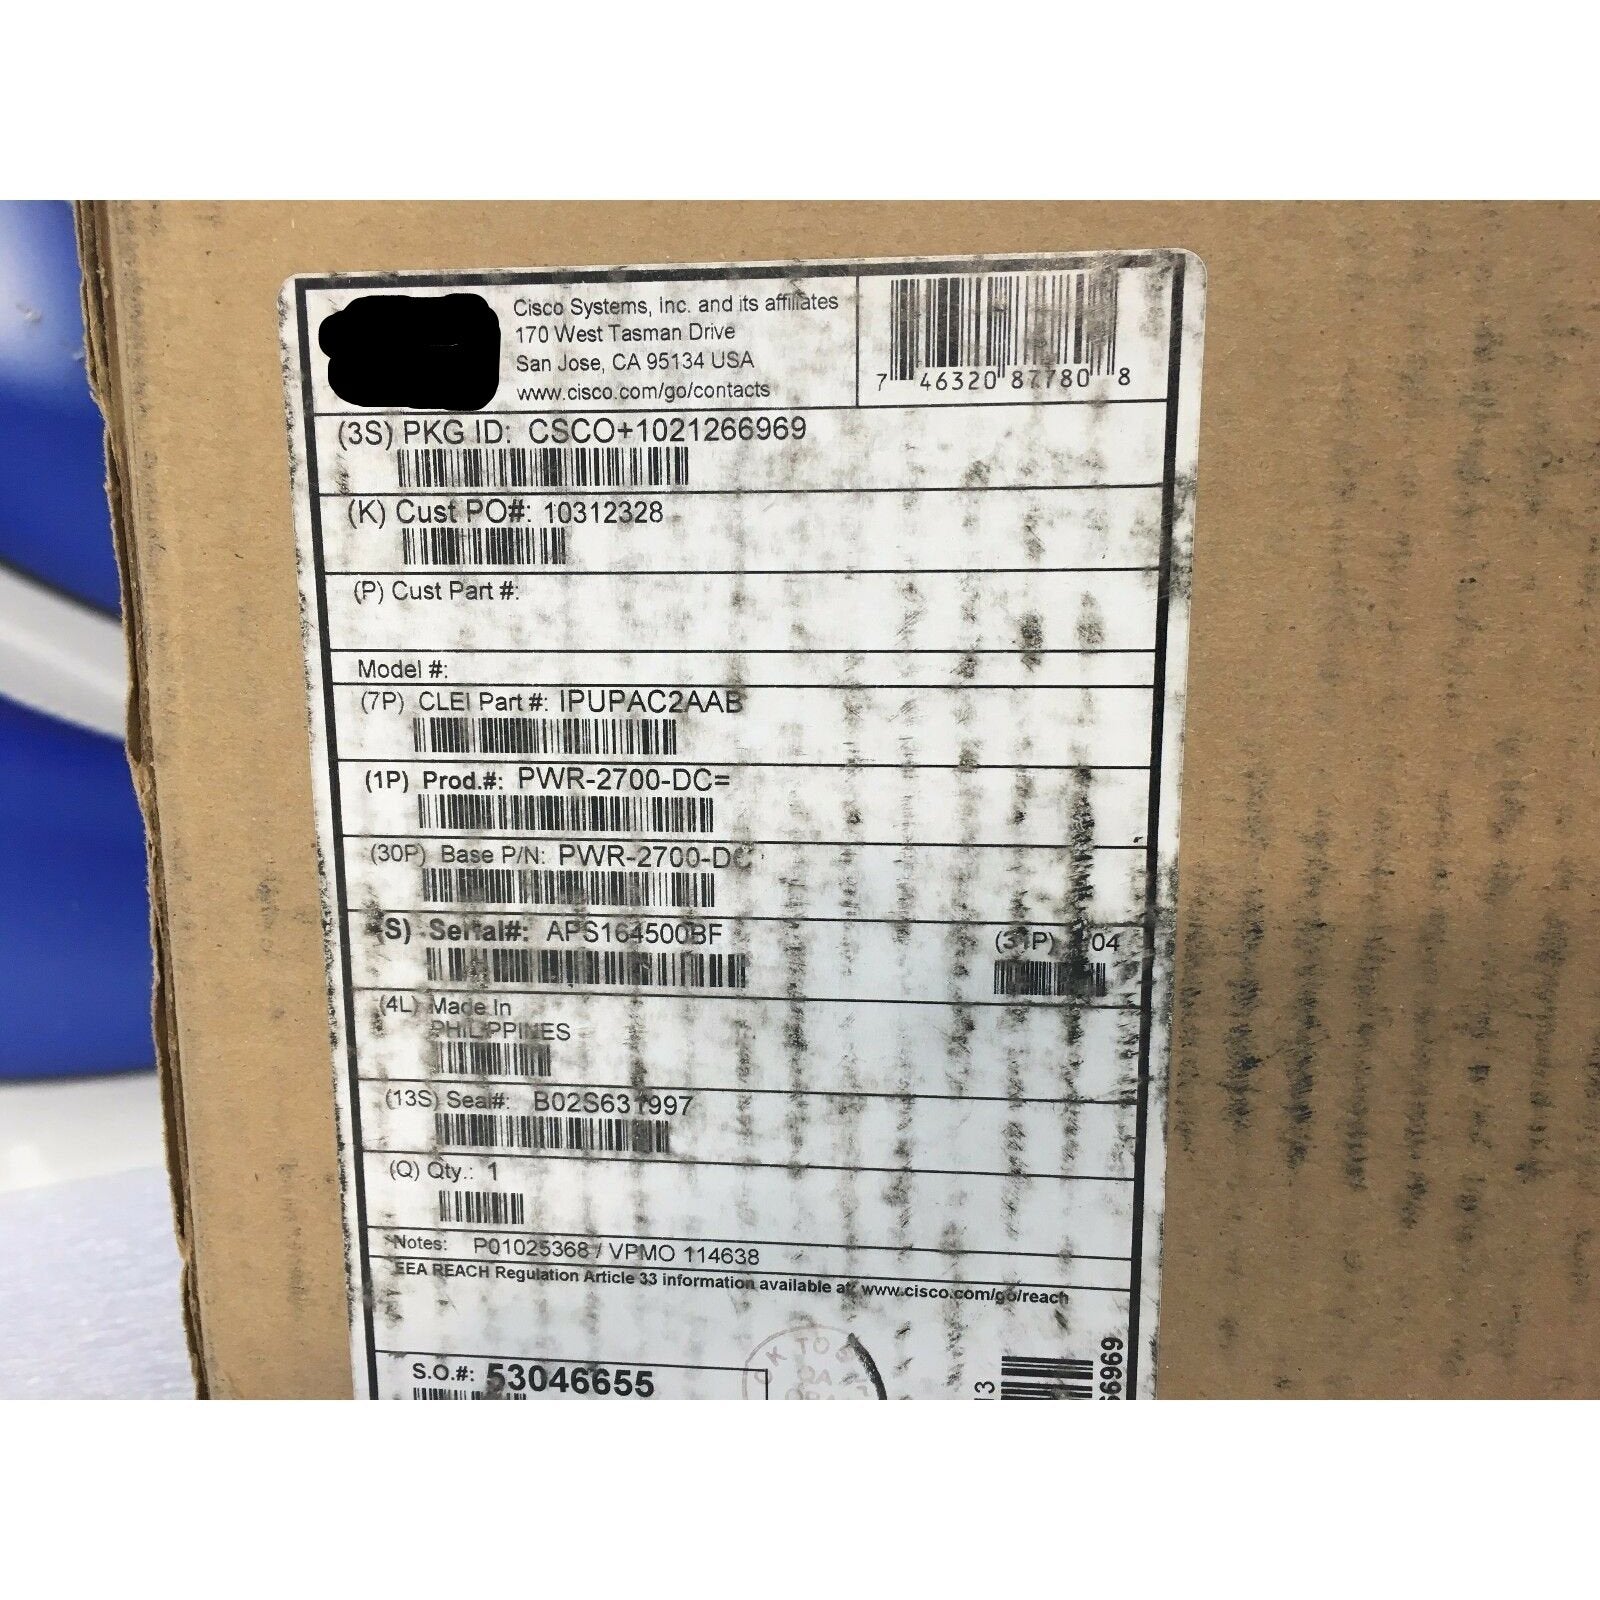 Cisco Systems, Inc. and its affiliates
170 West Tasman Drive
San Jose, CA 95134 USA
www.cisco.com/go/contacts
7 46320 87780 8
(3S) PKG ID: CSCO+1021266969
(K) Cust PO#: 10312328
(P) Cust Part #:
Model #:
(7P) CLEI Part #: IPUPAC2AAB
(1P) Prod.#: PWR-2700-DC=
(30P) Base P/N: PWR-2700-DC
(S) Serial#: APS164500BF
(31P) 04
(4L) Made In
PHILIPPINES
(13S) Seal#: B02S631997
(Q) Qty.: 1
Notes: P01025368 / VPMO 114638
EEA REACH Regulation Article 33 information available at: www.cisco.com/go/reach
S.O.#: 53046655
OK TO